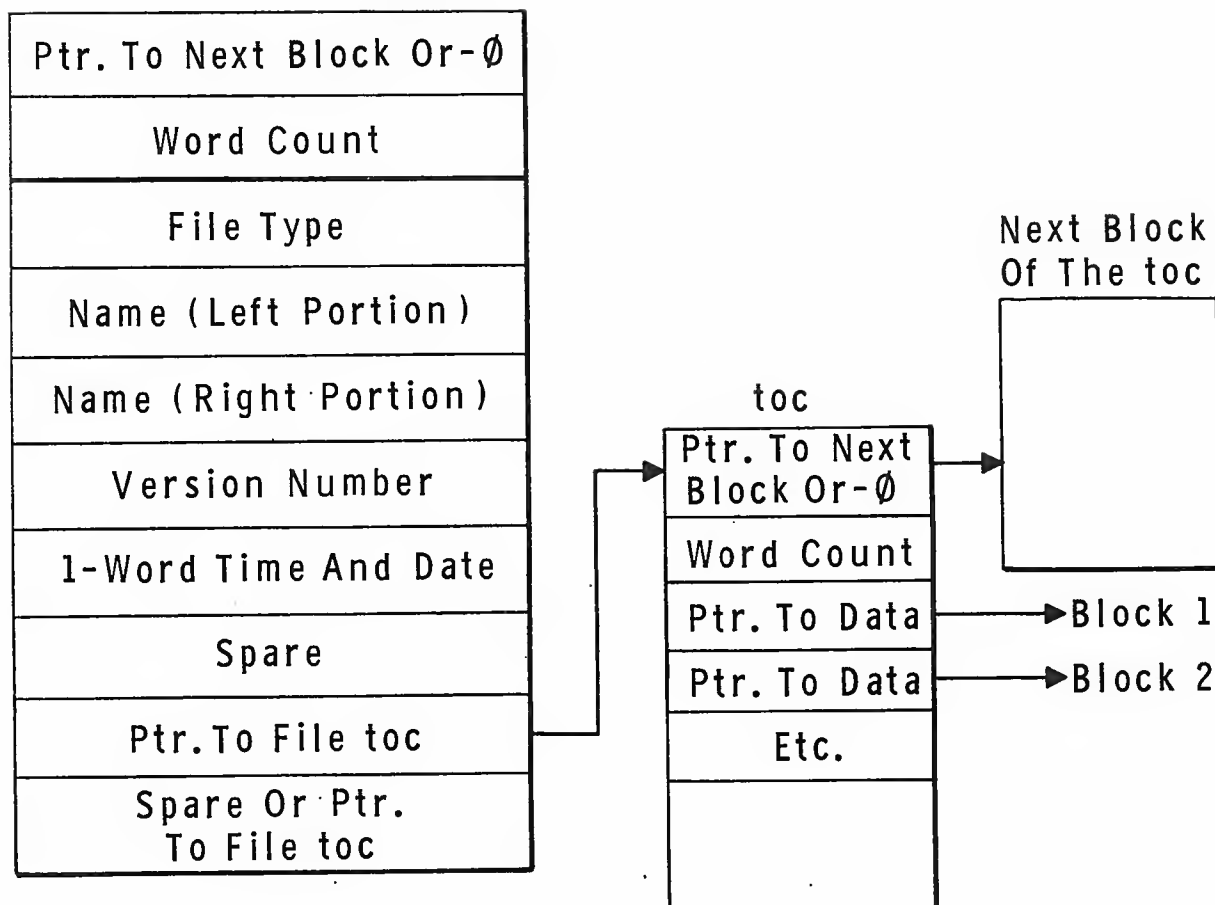 Ptr. To Next Block Or-Ø
Word Count
File Type
Name (Left Portion)
Name (Right Portion)
Version Number
1-Word Time And Date
Spare
Ptr. To File toc
Spare Or Ptr.
To File toc
toc
Ptr. To Next
Block Or-Ø
Word Count
Ptr. To Data
Ptr. To Data
Etc.
Next Block
Of The toc
Block 1
Block 2